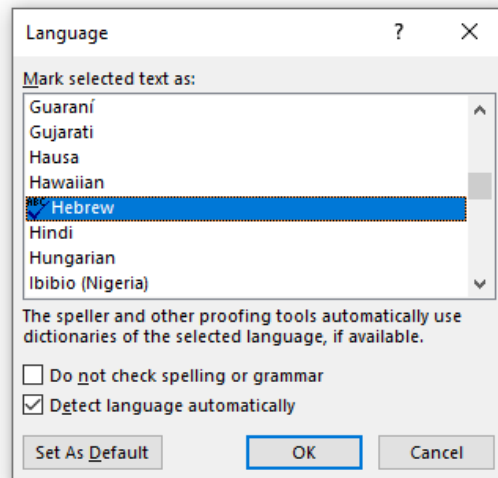 Language ? ✕
Mark selected text as:
Guaraní
Gujarati
Hausa
Hawaiian
ABC Hebrew
Hindi
Hungarian
Ibibio (Nigeria)
The speller and other proofing tools automatically use
dictionaries of the selected language, if available.
Do not check spelling or grammar
Detect language automatically
Set As Default OK Cancel